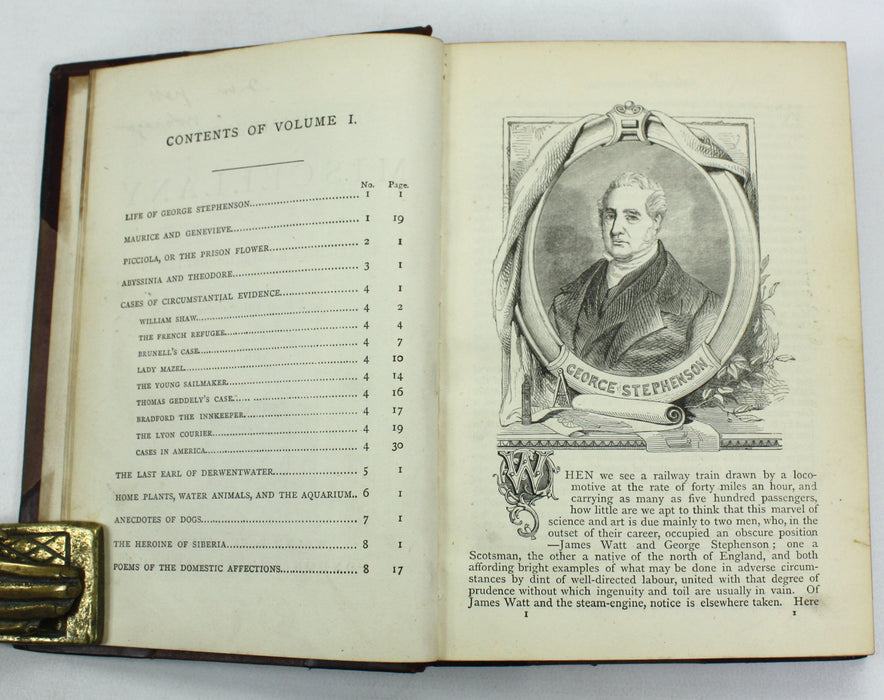 CONTENTS OF VOLUME I.
No. Page.
LIFE OF GEORGE STEPHENSON 1 1
MAURICE AND GENEVIEVE 1 19
PICCIOLA, OR THE PRISON FLOWER 2 1
ABYSSINIA AND THEODORE 3 1
CASES OF CIRCUMSTANTIAL EVIDENCE 4 1
WILLIAM SHAW 4 2
THE FRENCH REFUGEE 4 4
BRUNELL'S CASE 4 7
LADY MAZEL 4 10
THE YOUNG SAILMAKER 4 14
THOMAS GEDDELY'S CASE 4 16
BRADFORD THE INNKEEPER 4 17
THE LYON COURIER 4 19
CASES IN AMERICA 4 30
THE LAST EARL OF DERWENTWATER 5 1
HOME PLANTS, WATER ANIMALS, AND THE AQUARIUM.. 6 1
ANECDOTES OF DOGS 7 1
THE HEROINE OF SIBERIA 8 1
POEMS OF THE DOMESTIC AFFECTIONS 8 17
GEORGE STEPHENSON
WHEN we see a railway train drawn by a loco-
motive at the rate of forty miles an hour, and
carrying as many as five hundred passengers,
how little are we apt to think that this marvel of
science and art is due mainly to two men, who, in the
outset of their career, occupied an obscure position
—James Watt and George Stephenson; one a
Scotsman, the other a native of the north of England, and both
affording bright examples of what may be done in adverse circum-
stances by dint of well-directed labour, united with that degree of
prudence without which ingenuity and toil are usually in vain. Of
James Watt and the steam-engine, notice is elsewhere taken. Here
1 1